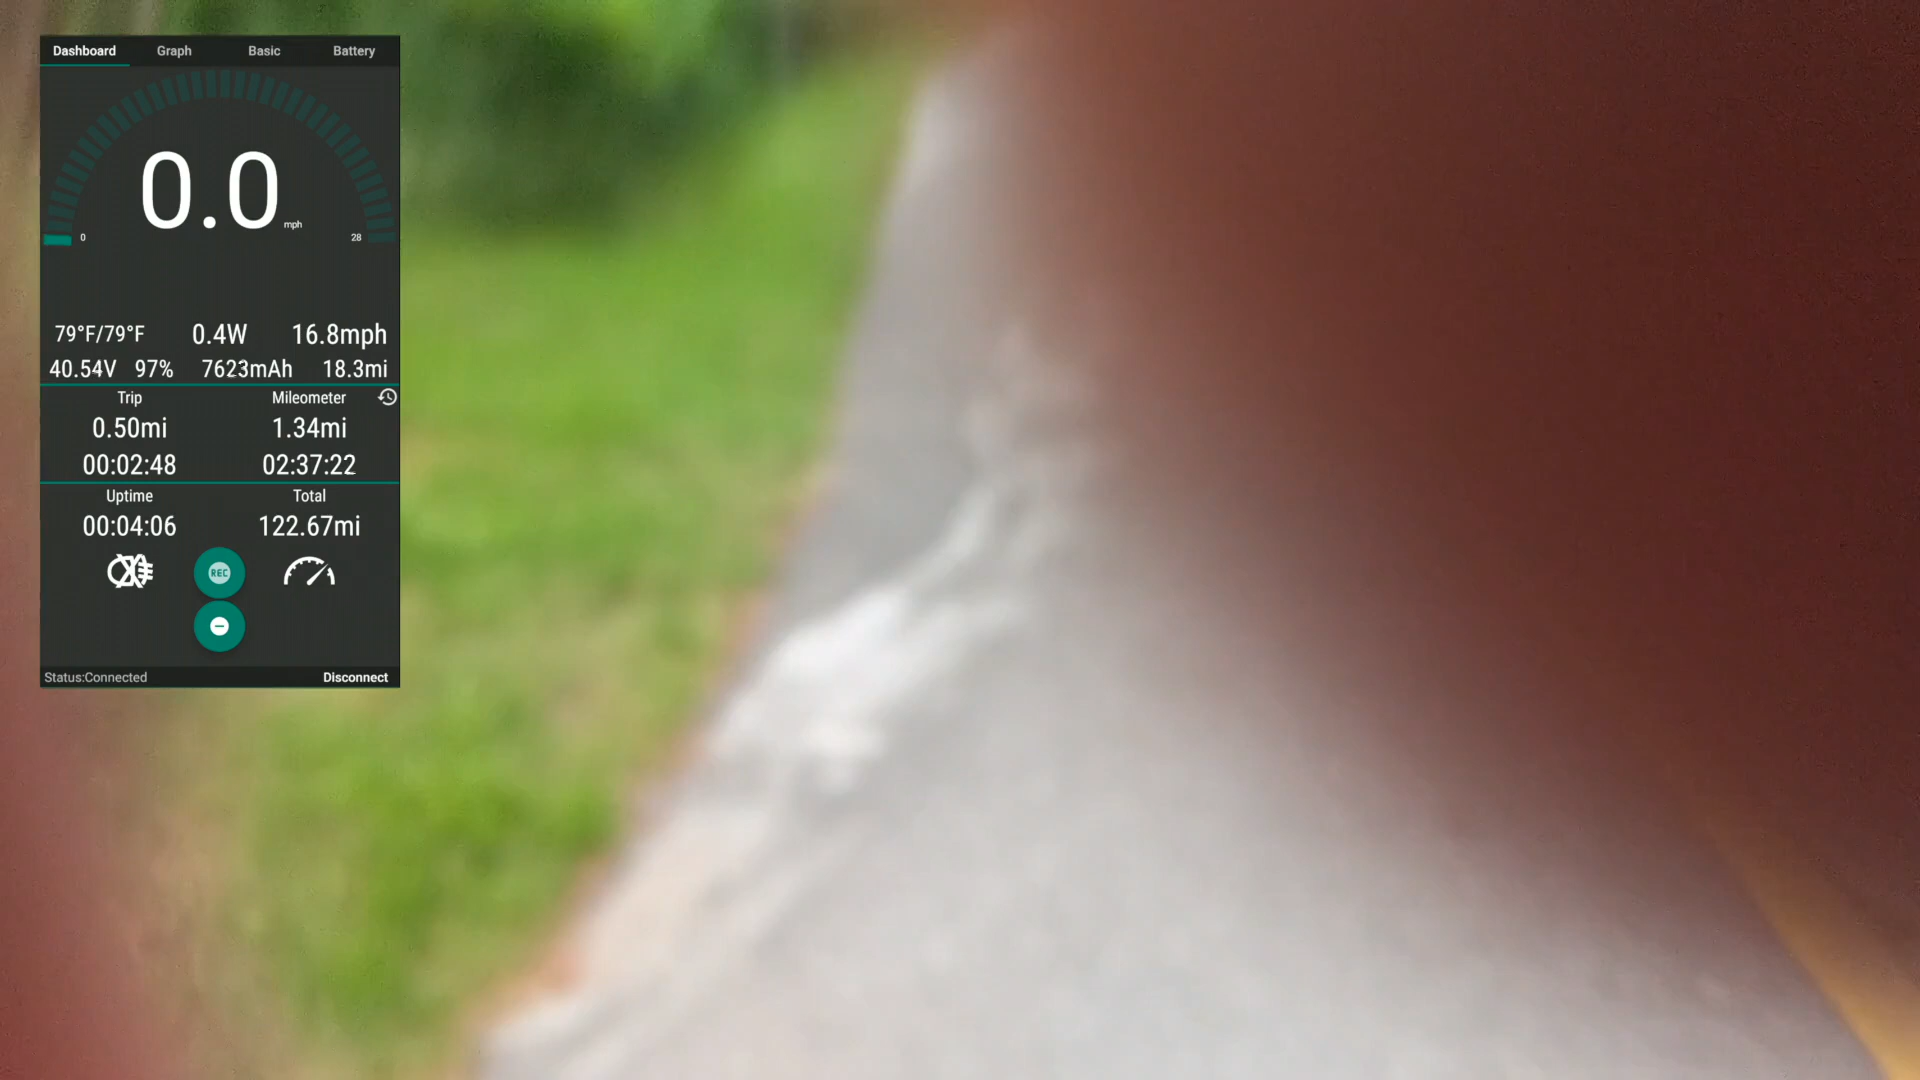 Dashboard Graph Basic Battery
0.0 mph
0 28
79°F/79°F 0.4W 16.8mph
40.54V 97% 7623mAh 18.3mi
Trip Mileometer
0.50mi 1.34mi
00:02:48 02:37:22
Uptime Total
00:04:06 122.67mi
REC
Status:Connected Disconnect